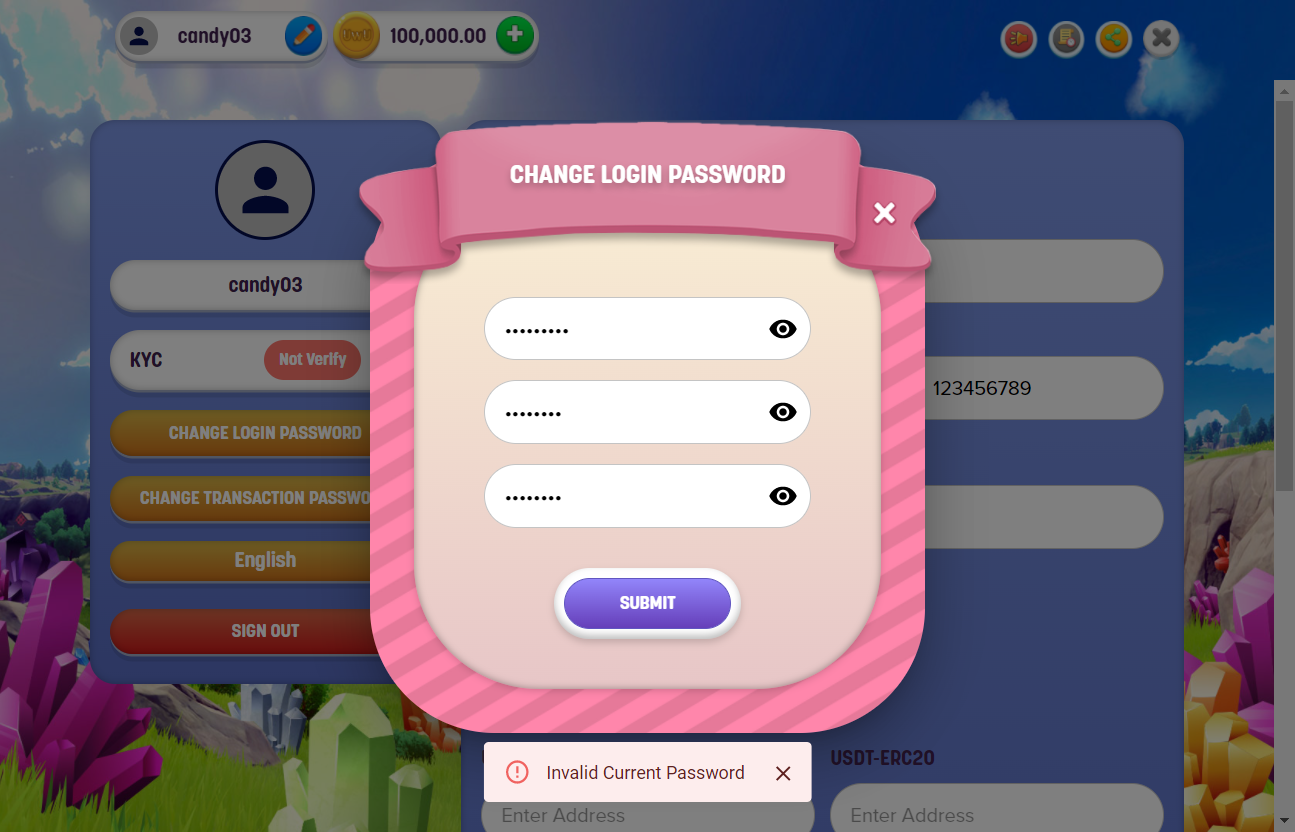 candy03
UWU
100,000.00
CHANGE LOGIN PASSWORD
candy03
KYC
Not Verify
123456789
CHANGE LOGIN PASSWORD
CHANGE TRANSACTION PASSWO
English
SUBMIT
SIGN OUT
USDT-ERC20
Invalid Current Password
Enter Address
Enter Address